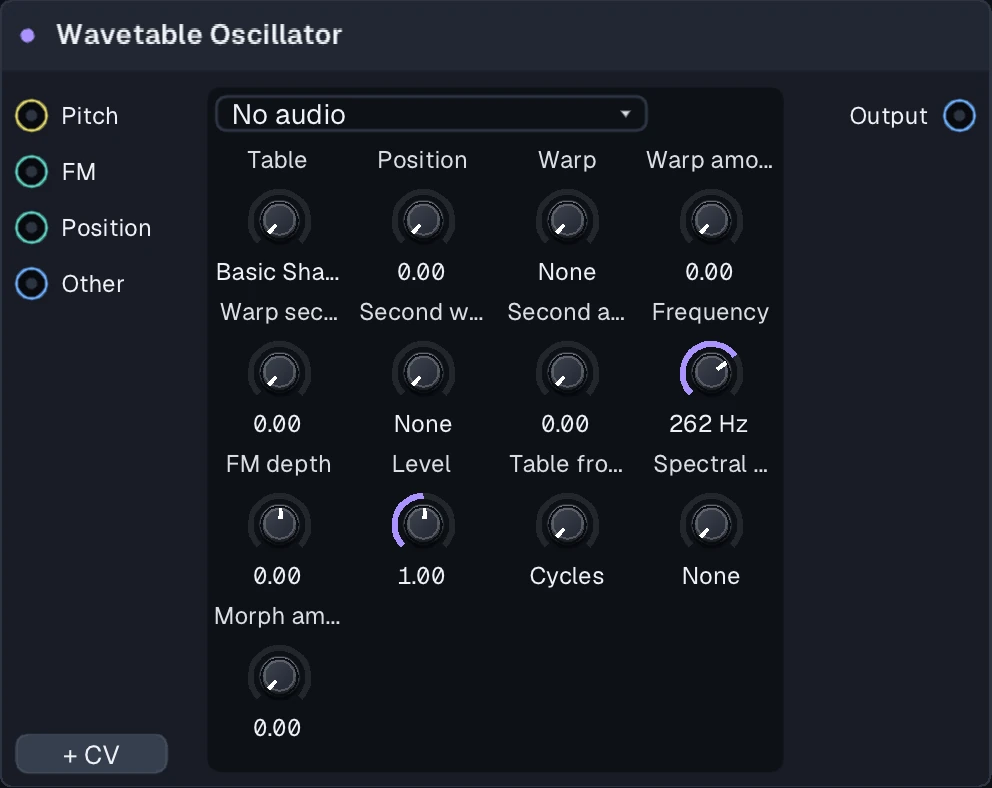 Wavetable Oscillator
Pitch
FM
Position
Other
No audio
Output
Table Position Warp Warp amo...
Basic Sha... 0.00 None 0.00
Warp sec... Second w... Second a... Frequency
0.00 None 0.00 262 Hz
FM depth Level Table fro... Spectral ...
0.00 1.00 Cycles None
Morph am...
0.00
+ CV